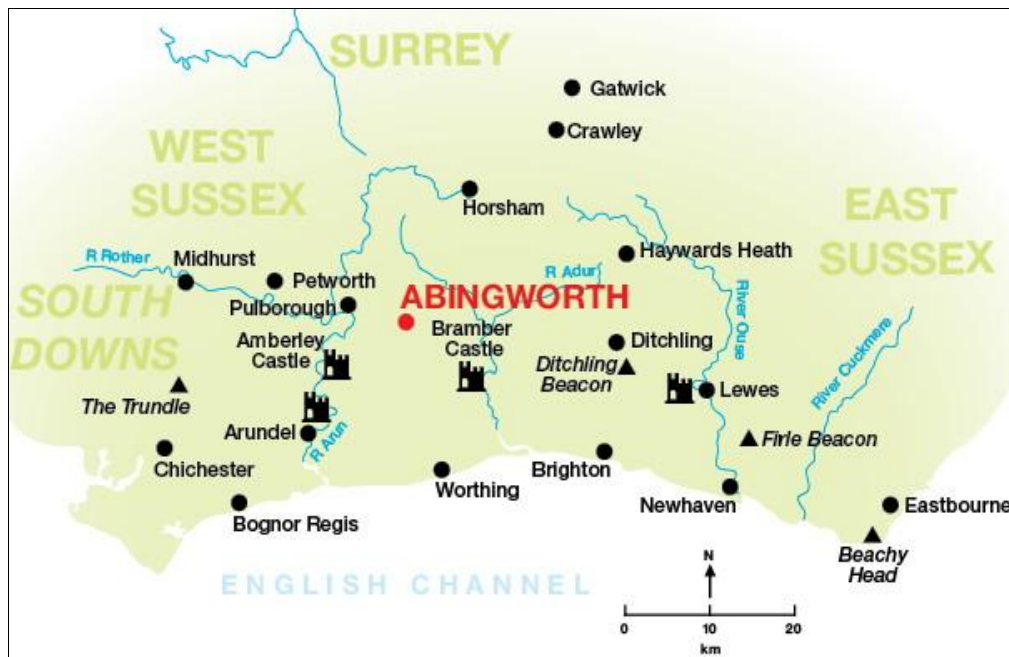 SURREY
Gatwick
Crawley
WEST
SUSSEX
Horsham
EAST
SUSSEX
R Rother
Midhurst
Haywards Heath
R Adur
Petworth
SOUTH
DOWNS
Pulborough
ABINGWORTH
River Ouse
Amberley
Castle
Bramber
Castle
Ditchling
Ditchling
Beacon
River Cuckmere
The Trundle
Lewes
Arundel
R Arun
Firle Beacon
Chichester
Brighton
Worthing
Newhaven
Eastbourne
Bognor Regis
Beachy
Head
ENGLISH CHANNEL
N
0 10 20
km